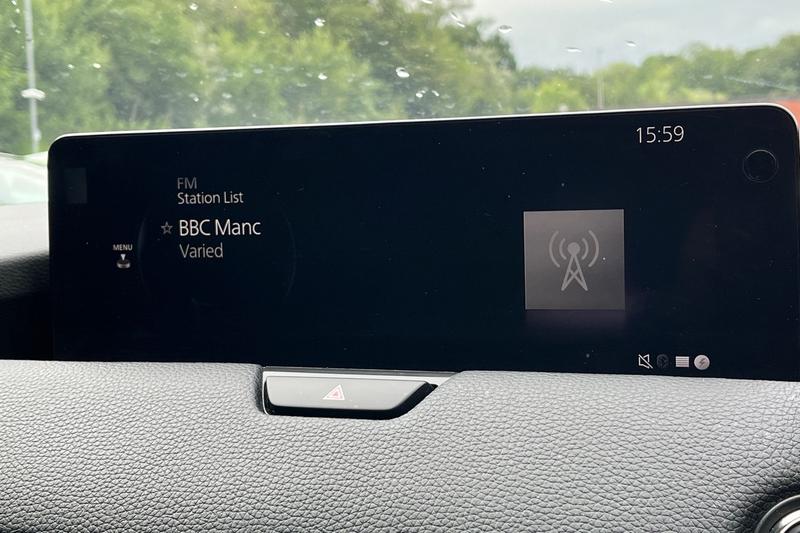 15:59
FM
Station List
☆ BBC Manc
Varied
MENU